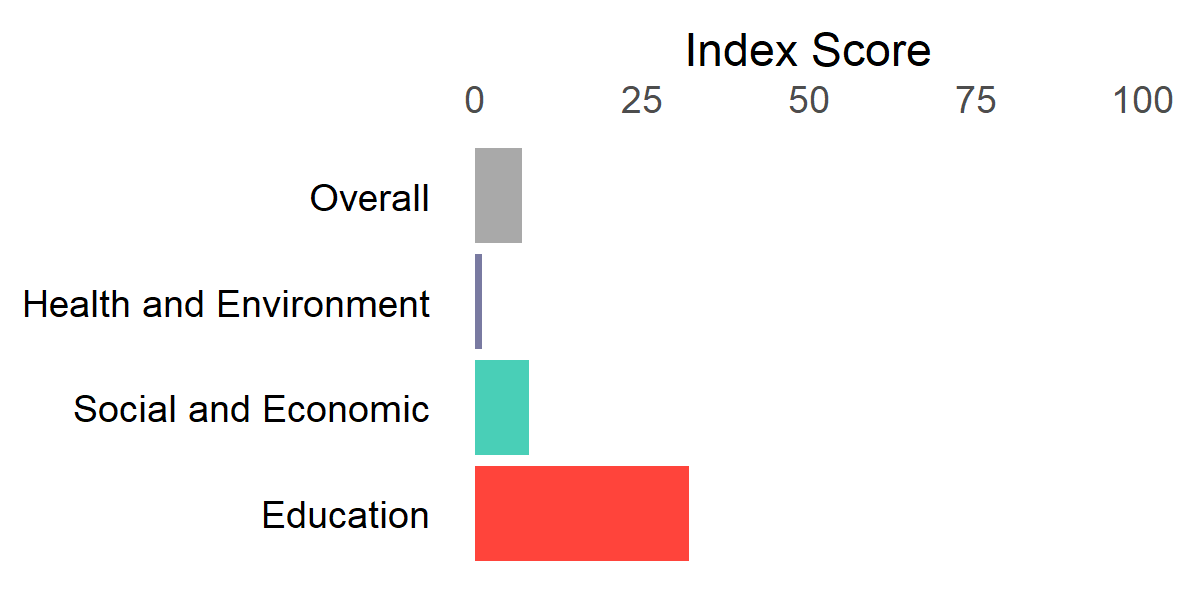 Index Score
0 25 50 75 100
Overall
Health and Environment
Social and Economic
Education